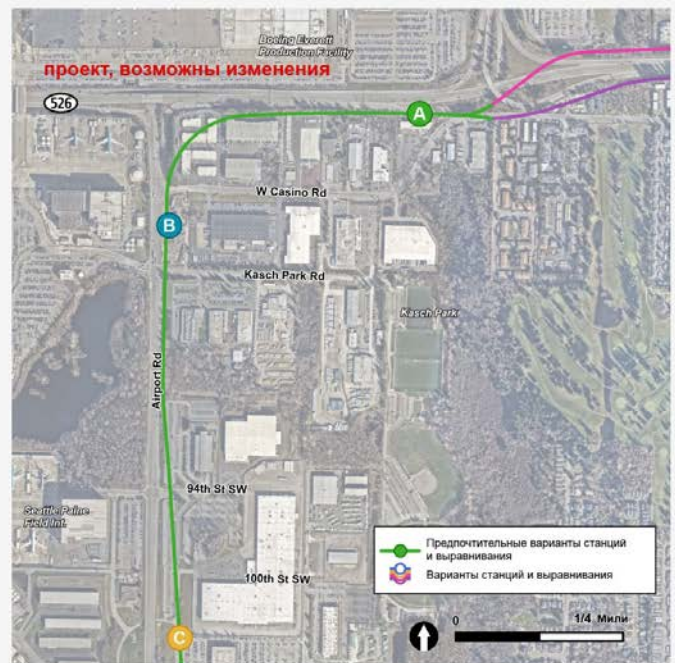 Boeing Everett
Production Facility
проект, возможны изменения
526
A
W Casino Rd
B
Kasch Park Rd
Kasch Park
Airport Rd
94th St SW
Seattle Paine
Field Int.
100th St SW
Предпочтительные варианты станций
и выравнивания
Варианты станций и выравнивания
0 1/4 Мили
C